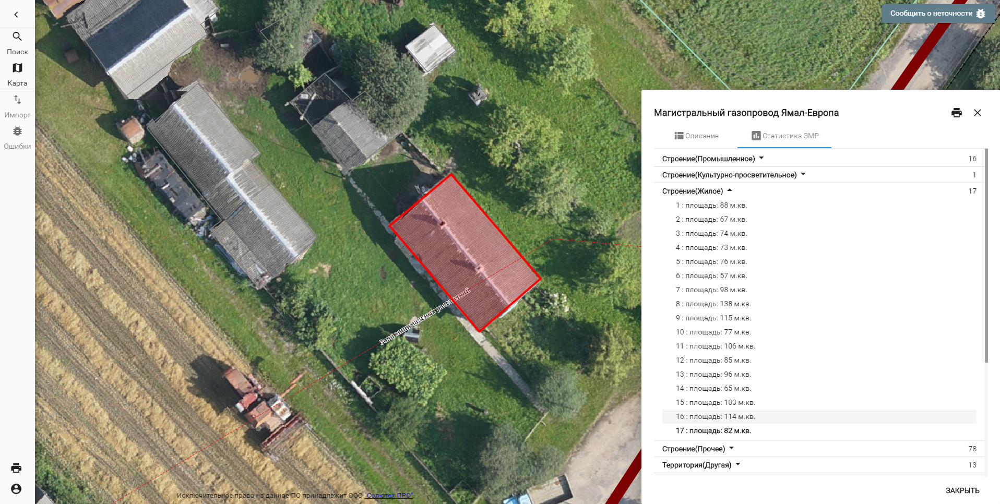 Поиск
Карта
Импорт
Ошибки
Сообщить о неточности
Зона минимальных расстояний
Исключительное право на данное ПО принадлежит ООО "Солютех ПРО".
Магистральный газопровод Ямал-Европа
Описание
Статистика ЗМР
Строение(Промышленное) 16
Строение(Культурно-просветительное) 1
Строение(Жилое) 17
1 : площадь: 88 м.кв.
2 : площадь: 67 м.кв.
3 : площадь: 74 м.кв.
4 : площадь: 73 м.кв.
5 : площадь: 76 м.кв.
6 : площадь: 57 м.кв.
7 : площадь: 98 м.кв.
8 : площадь: 138 м.кв.
9 : площадь: 115 м.кв.
10 : площадь: 77 м.кв.
11 : площадь: 106 м.кв.
12 : площадь: 85 м.кв.
13 : площадь: 96 м.кв.
14 : площадь: 65 м.кв.
15 : площадь: 103 м.кв.
16 : площадь: 114 м.кв.
17 : площадь: 82 м.кв.
Строение(Прочее) 78
Территория(Другая) 13
ЗАКРЫТЬ